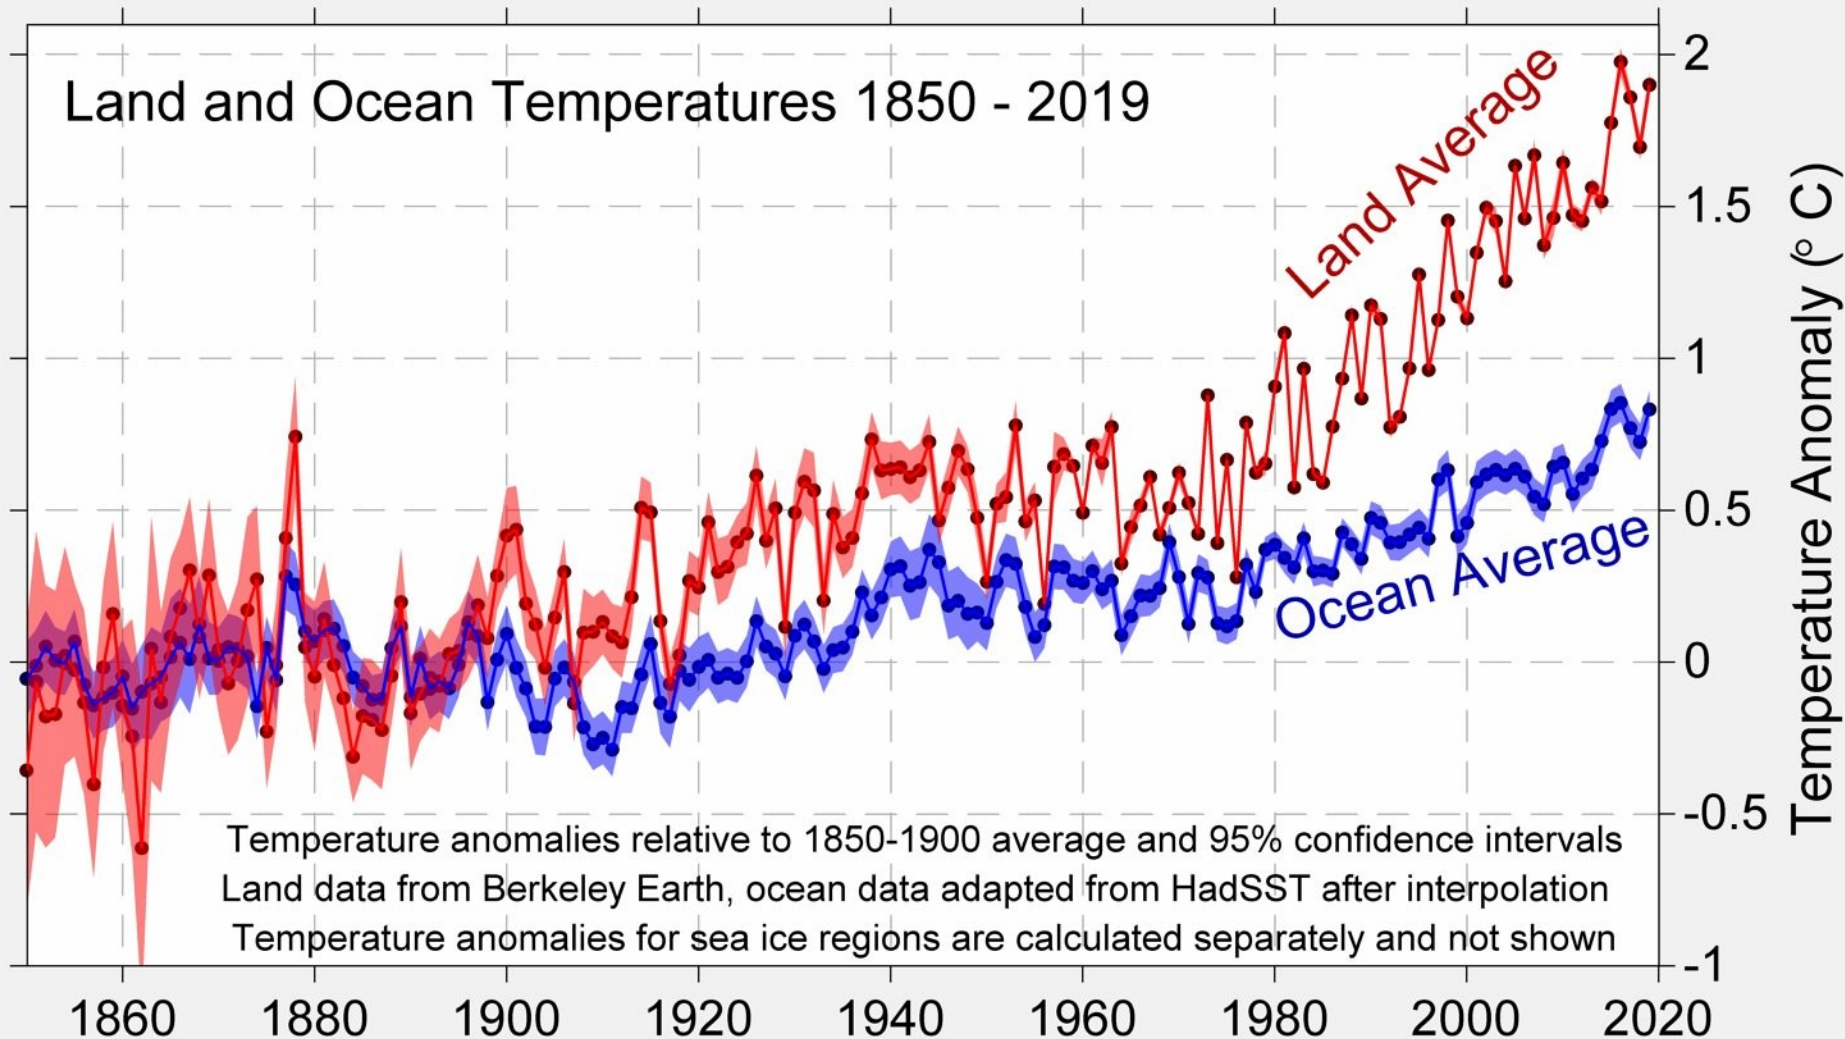 Land and Ocean Temperatures 1850 - 2019
Land Average
Ocean Average
Temperature anomalies relative to 1850-1900 average and 95% confidence intervals
Land data from Berkeley Earth, ocean data adapted from HadSST after interpolation
Temperature anomalies for sea ice regions are calculated separately and not shown
2
1.5
1
0.5
0
-0.5
-1
Temperature Anomaly (° C)
1860 1880 1900 1920 1940 1960 1980 2000 2020